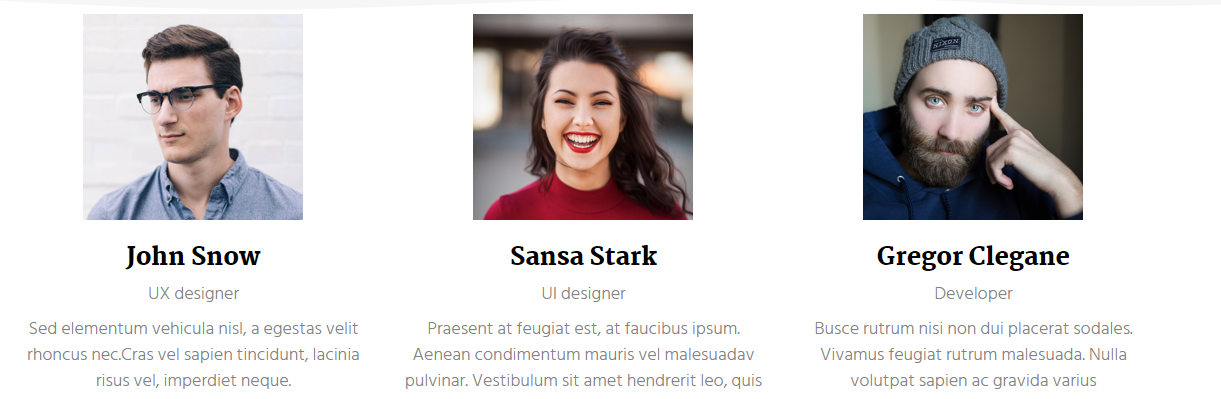 NIXON
John Snow
UX designer
Sed elementum vehicula nisl, a egestas velit
rhoncus nec.Cras vel sapien tincidunt, lacinia
risus vel, imperdiet neque.
Sansa Stark
UI designer
Praesent at feugiat est, at faucibus ipsum.
Aenean condimentum mauris vel malesuadav
pulvinar. Vestibulum sit amet hendrerit leo, quis
Gregor Clegane
Developer
Busce rutrum nisi non dui placerat sodales.
Vivamus feugiat rutrum malesuada. Nulla
volutpat sapien ac gravida varius